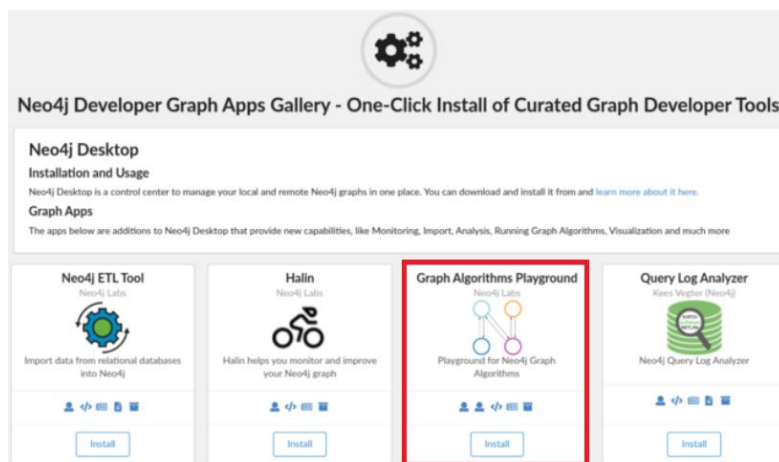 Neo4j Developer Graph Apps Gallery - One-Click Install of Curated Graph Developer Tools
Neo4j Desktop
Installation and Usage
Neo4j Desktop is a control center to manage your local and remote Neo4j graphs in one place. You can download and install it from and learn more about it here.
Graph Apps
The apps below are additions to Neo4j Desktop that provide new capabilities, like Monitoring, Import, Analysis, Running Graph Algorithms, Visualization and much more
Neo4j ETL Tool
Neo4j Labs
Import data from relational databases
into Neo4j
Install
Halin
Neo4j Labs
Halin helps you monitor and improve
your Neo4j graph
Install
Graph Algorithms Playground
Neo4j Labs
Playground for Neo4j Graph
Algorithms
Install
Query Log Analyzer
Kees Vegter (Neo4j)
Neo4j Query Log Analyzer
Install